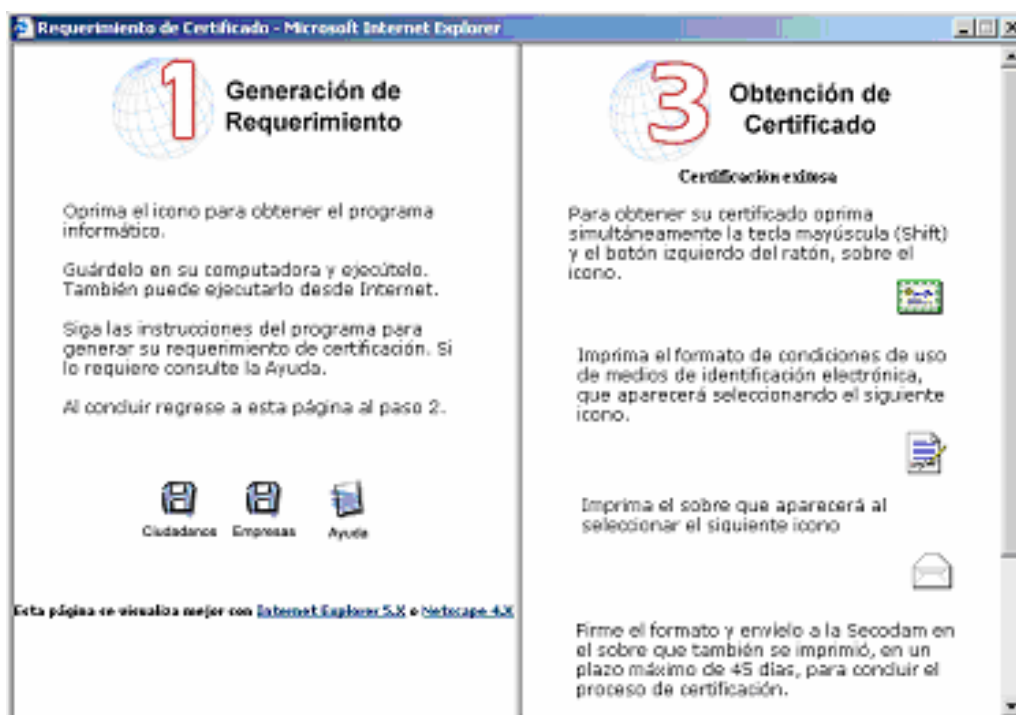 Requerimiento de Certificado - Microsoft Internet Explorer
1
Generación de
Requerimiento
Oprima el icono para obtener el programa
informático.
Guárdelo en su computadora y ejecútelo.
También puede ejecutarlo desde Internet.
Siga las instrucciones del programa para
generar su requerimiento de certificación. Si
lo requiere consulte la Ayuda.
Al concluir regrese a esta página al paso 2.
Ciudadanos Empresas Ayuda
Esta página se visualiza mejor con Internet Explorer 5.X o Netscape 4.X
3
Obtención de
Certificado
Certificación exitosa
Para obtener su certificado oprima
simultáneamente la tecla mayúscula (Shift)
y el botón izquierdo del ratón, sobre el
icono.
Imprima el formato de condiciones de uso
de medios de identificación electrónica,
que aparecerá seleccionando el siguiente
icono.
Imprima el sobre que aparecerá al
seleccionar el siguiente icono
Firme el formato y envíelo a la Secodam en
el sobre que también se imprimió, en un
plazo máximo de 45 días, para concluir el
proceso de certificación.